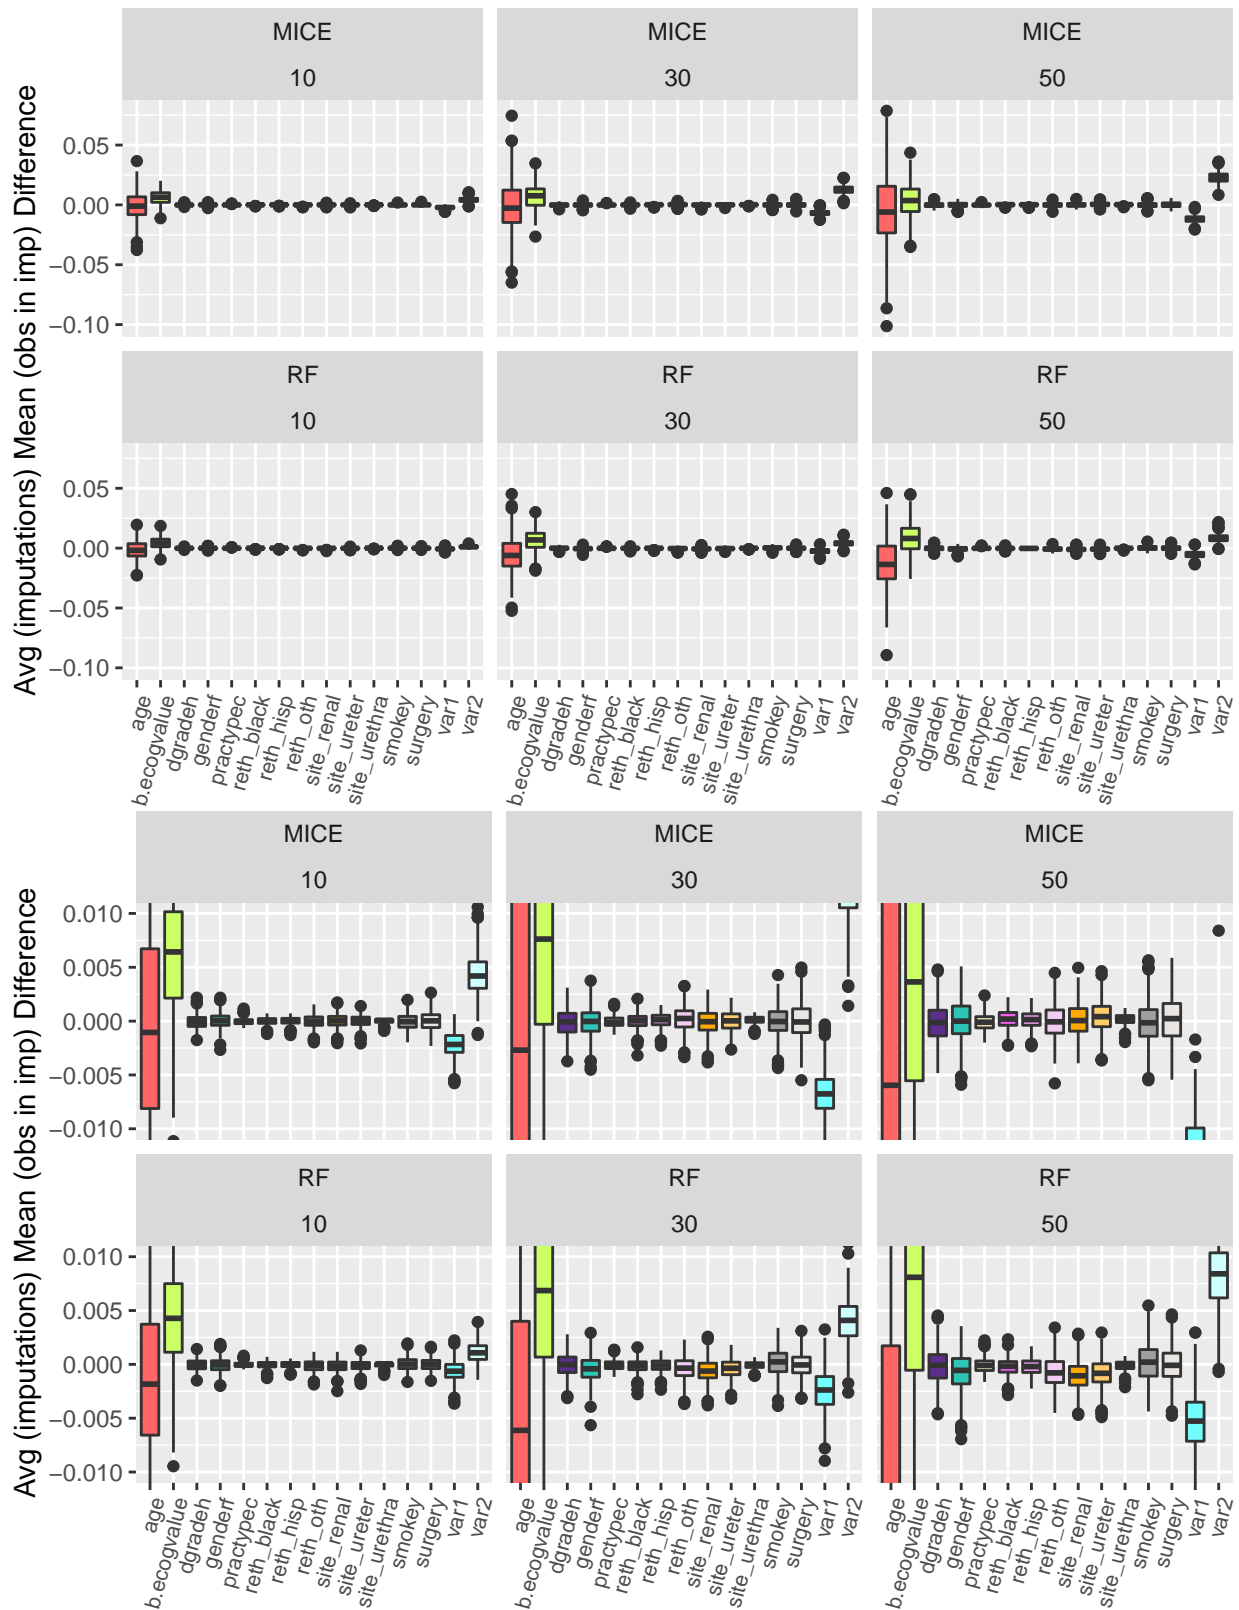 MICE MICE MICE
10 30 50
Avg (imputations) Mean (obs in imp) Difference
0.05
0.00
−0.05
−0.10
RF RF RF
10 30 50
0.05
0.00
−0.05
−0.10
age b.ecogvalue dgradeh genderf practypec reth_black reth_hisp reth_oth site_renal site_ureter site_urethra smokey surgery var1 var2
age b.ecogvalue dgradeh genderf practypec reth_black reth_hisp reth_oth site_renal site_ureter site_urethra smokey surgery var1 var2
age b.ecogvalue dgradeh genderf practypec reth_black reth_hisp reth_oth site_renal site_ureter site_urethra smokey surgery var1 var2
MICE MICE MICE
10 30 50
Avg (imputations) Mean (obs in imp) Difference
0.010
0.005
0.000
−0.005
−0.010
RF RF RF
10 30 50
0.010
0.005
0.000
−0.005
−0.010
age b.ecogvalue dgradeh genderf practypec reth_black reth_hisp reth_oth site_renal site_ureter site_urethra smokey surgery var1 var2
age b.ecogvalue dgradeh genderf practypec reth_black reth_hisp reth_oth site_renal site_ureter site_urethra smokey surgery var1 var2
age b.ecogvalue dgradeh genderf practypec reth_black reth_hisp reth_oth site_renal site_ureter site_urethra smokey surgery var1 var2